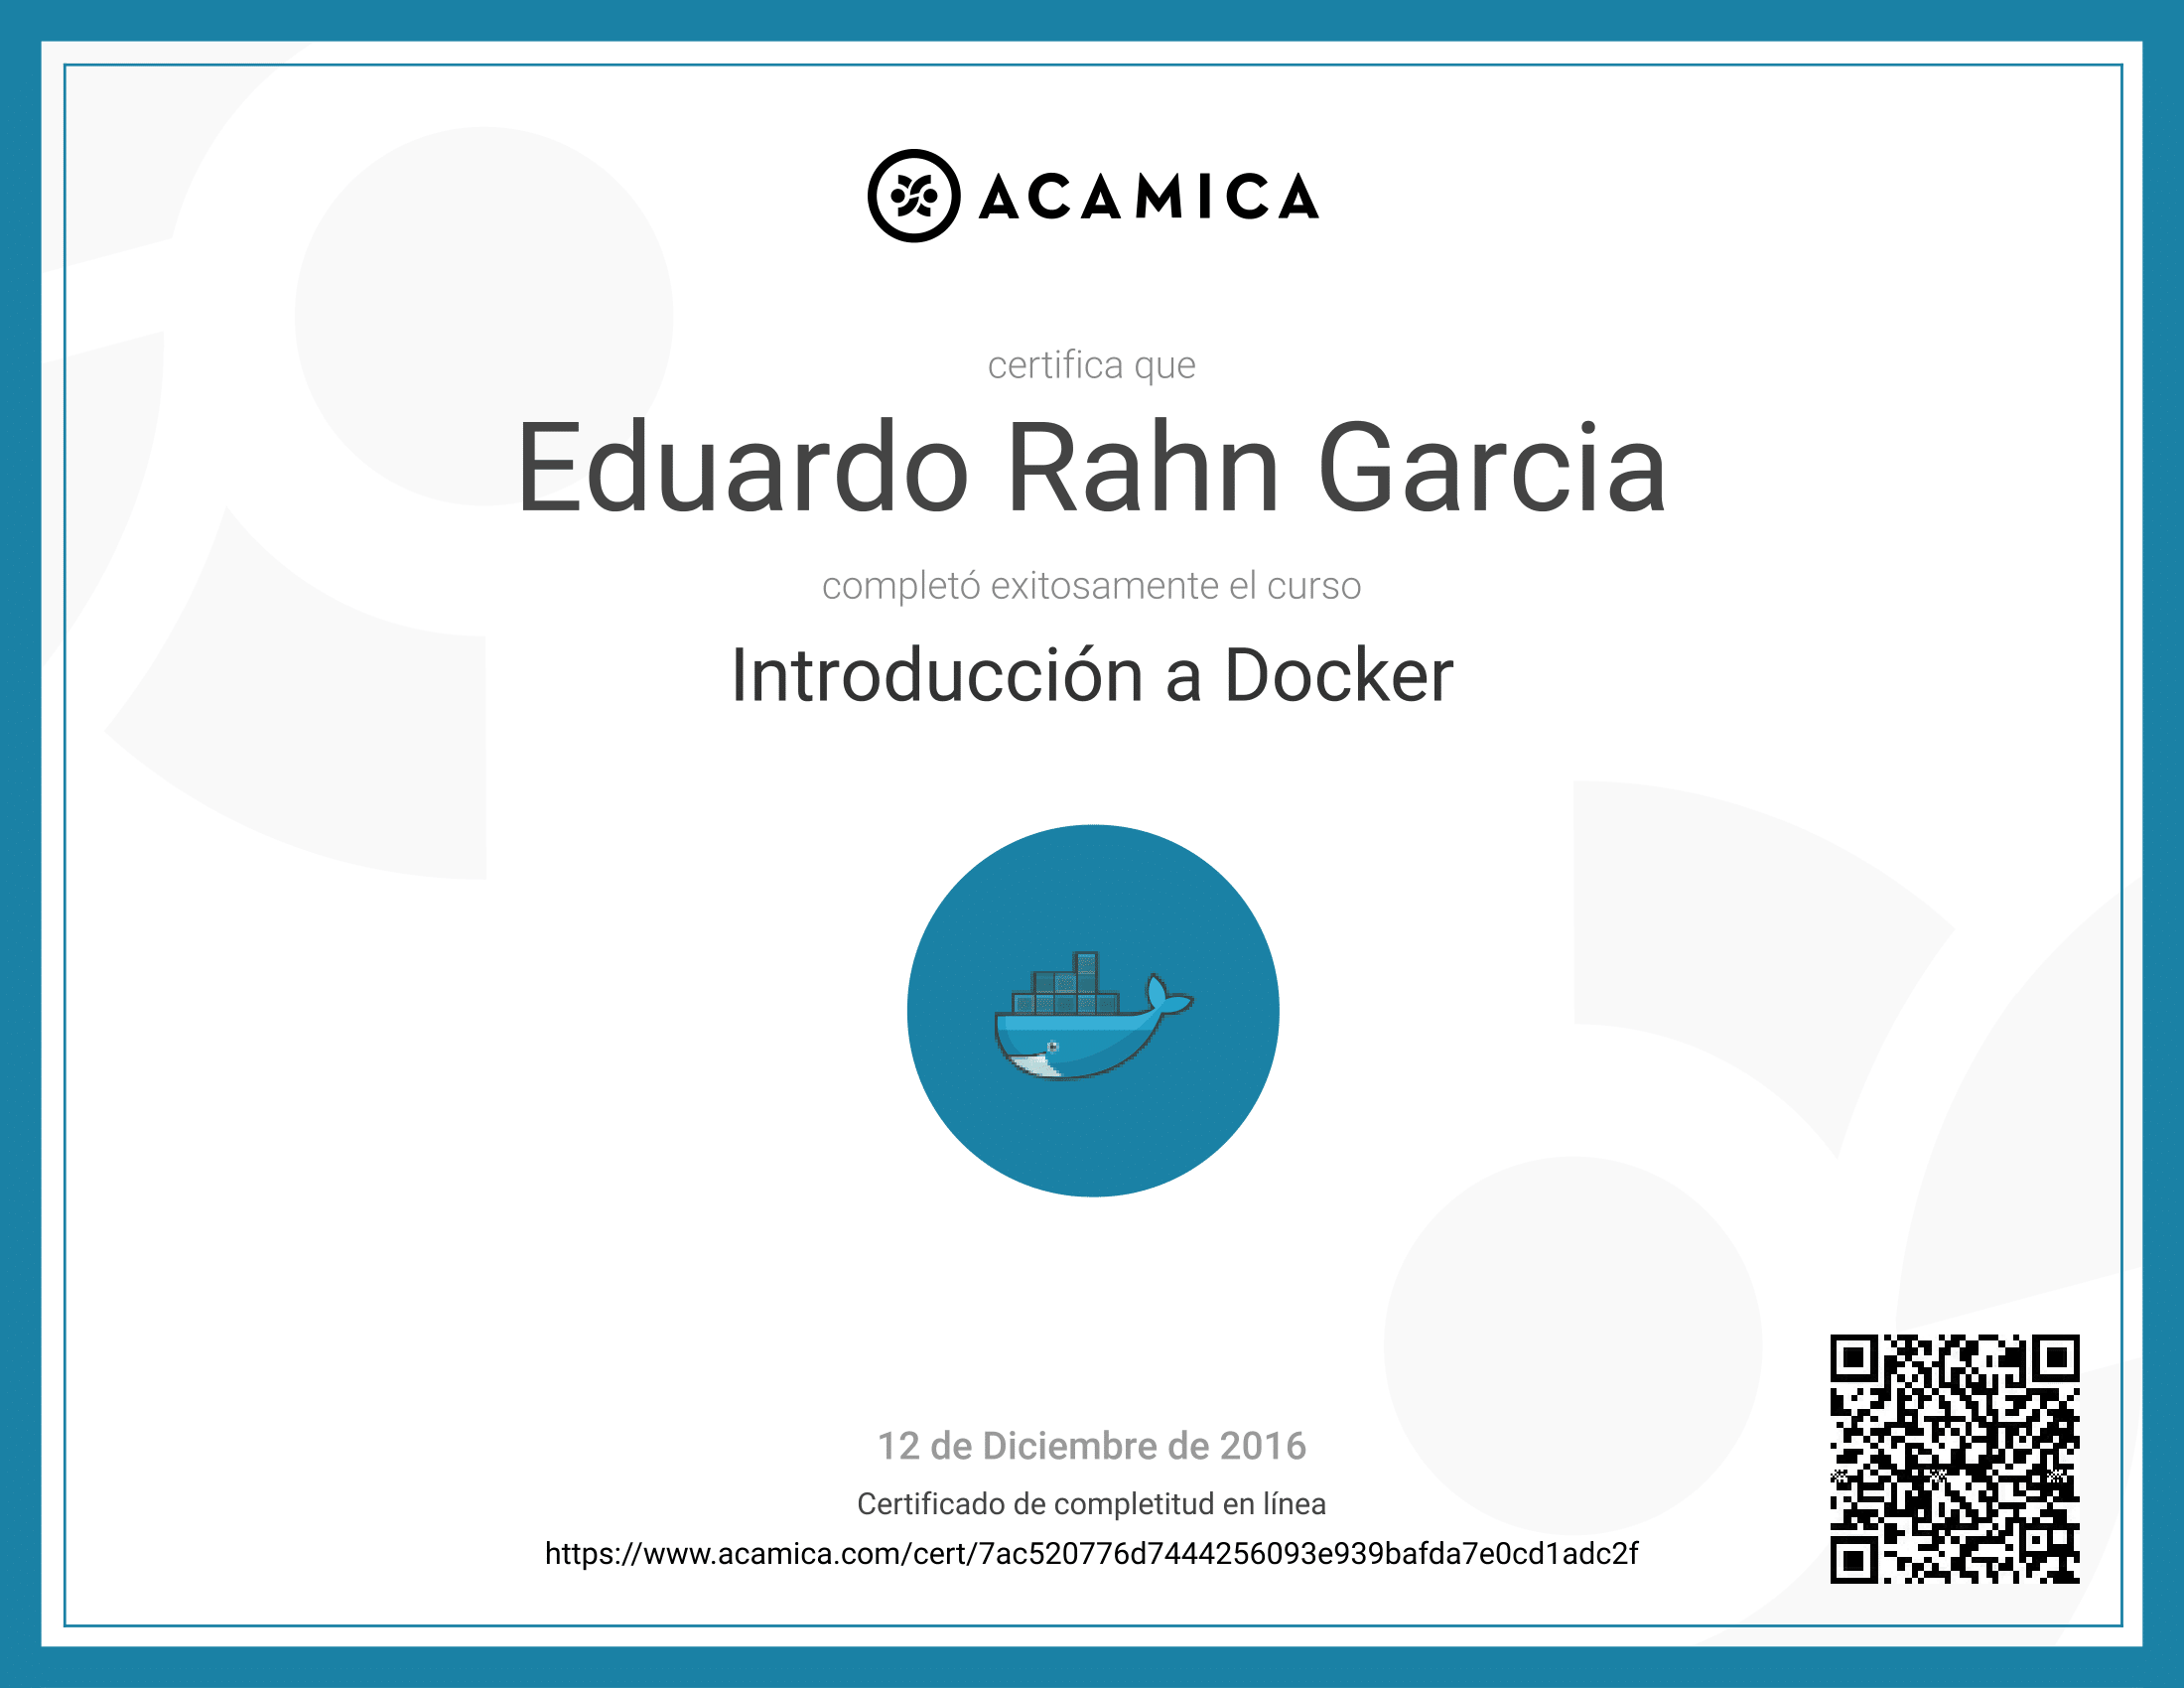 ACAMICA
certifica que
Eduardo Rahn Garcia
completó exitosamente el curso
Introducción a Docker
12 de Diciembre de 2016
Certificado de completitud en línea
https://www.acamica.com/cert/7ac520776d7444256093e939bafda7e0cd1adc2f